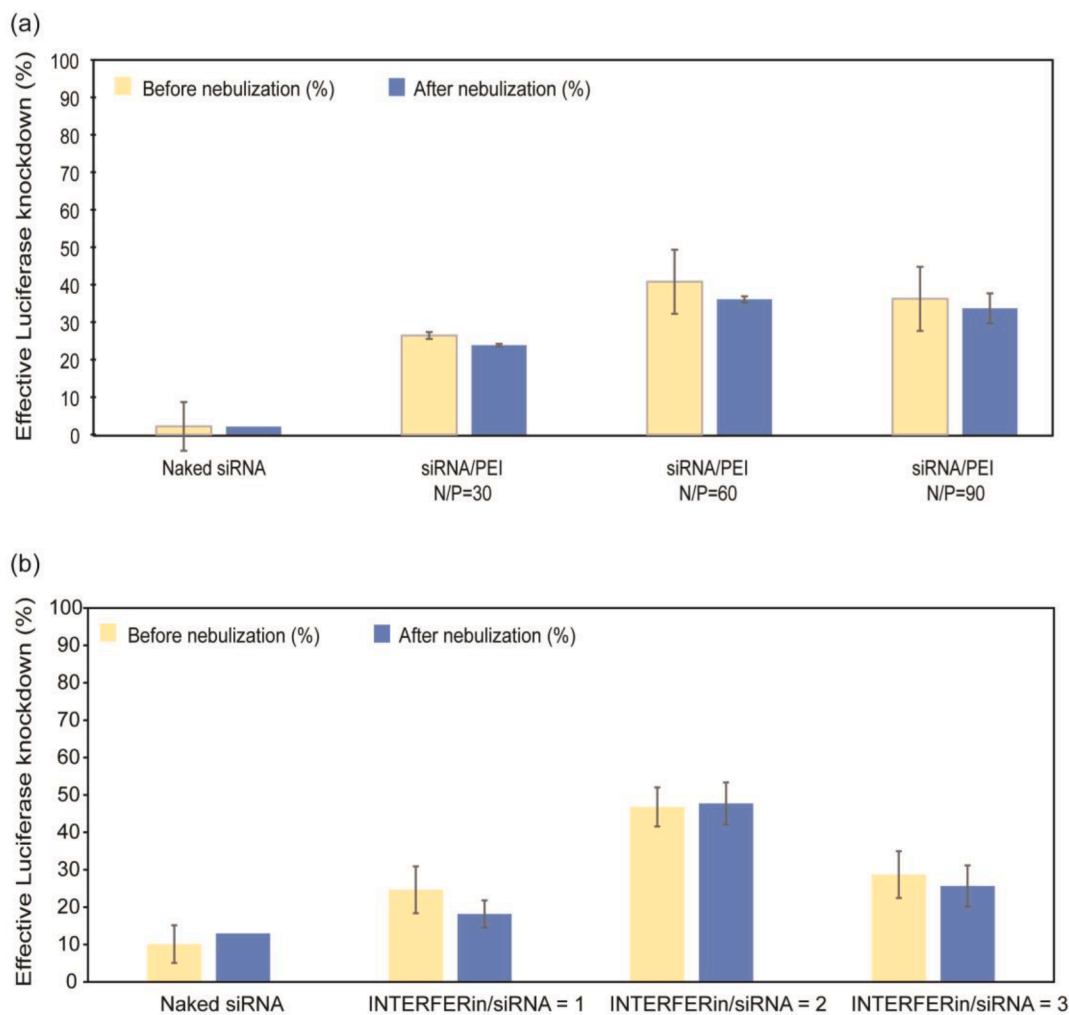 (a)
Effective Luciferase knockdown (%)
100
90
80
70
60
50
40
30
20
10
0
Before nebulization (%)
After nebulization (%)
Naked siRNA
siRNA/PEI
N/P=30
siRNA/PEI
N/P=60
siRNA/PEI
N/P=90
(b)
Effective Luciferase knockdown (%)
100
90
80
70
60
50
40
30
20
10
0
Before nebulization (%)
After nebulization (%)
Naked siRNA
INTERFERin/siRNA = 1
INTERFERin/siRNA = 2
INTERFERin/siRNA = 3